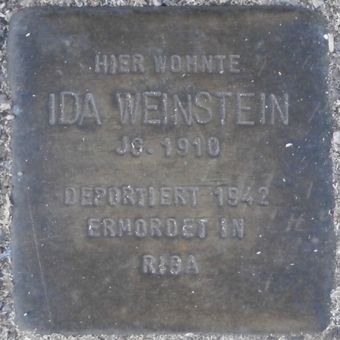 HIER WOHNTE
IDA WEINSTEIN
JG. 1910
DEPORTIERT 1942
ERMORDET IN
RIGA